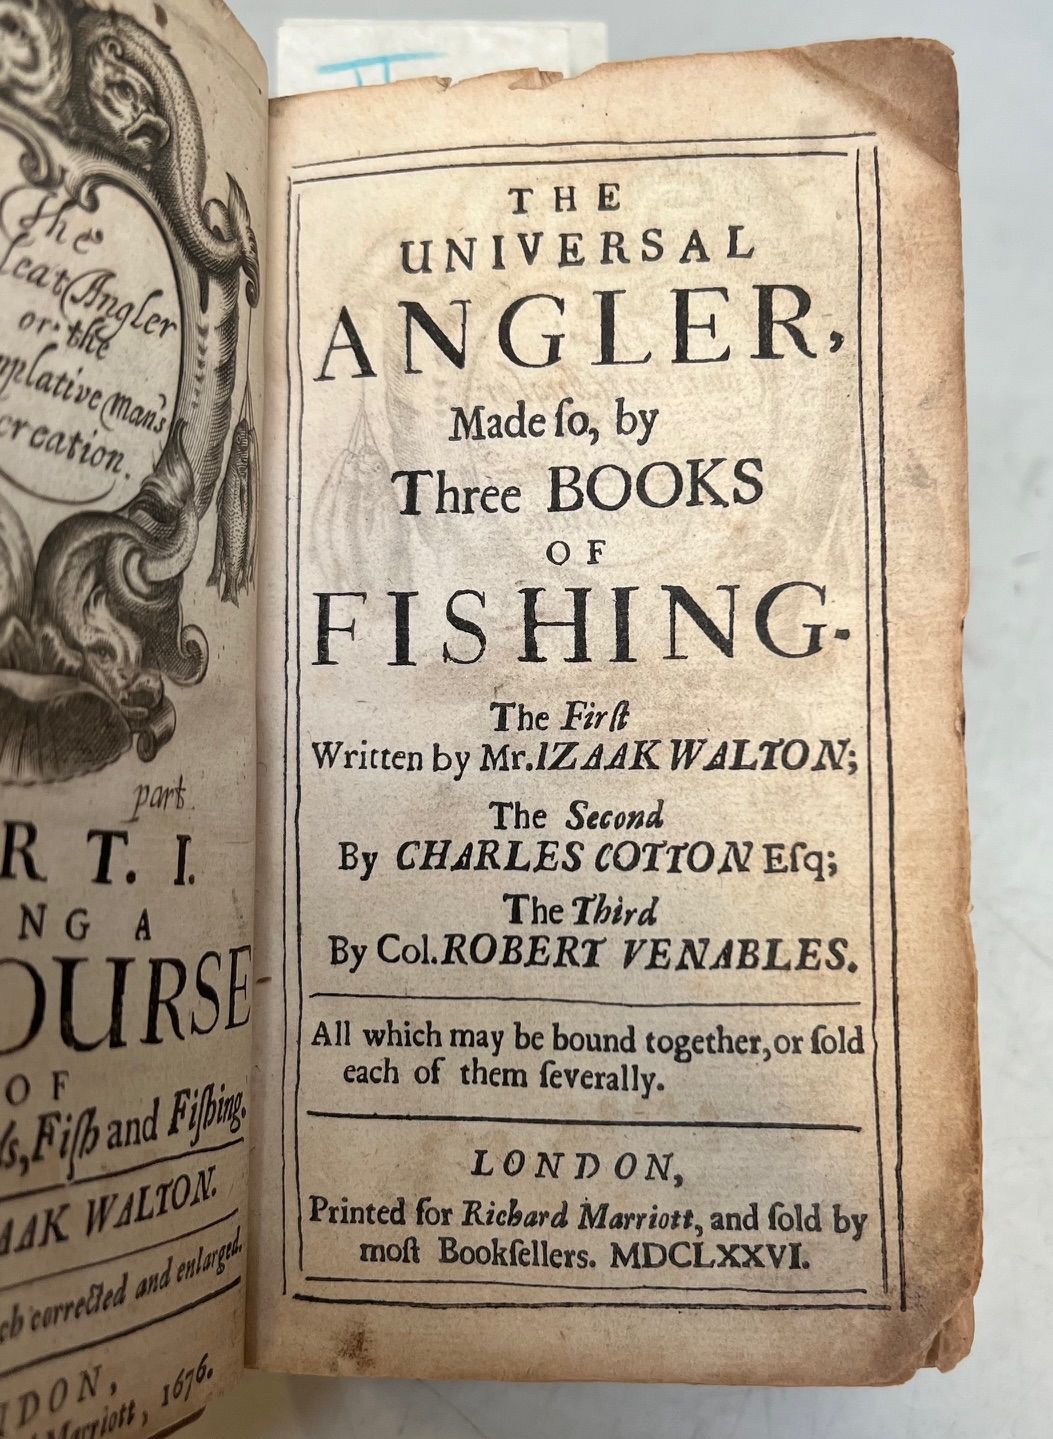 the
leat Angler
or the
mplative man's
creation.
part.
R T. I.
NG A
OURSE
OF
Fiſh and Fiſhing.
AAK WALTON.
corrected and enlarged.
NDON,
Marriott, 1676.
THE
UNIVERSAL
ANGLER,
Made ſo, by
Three BOOKS
OF
FISHING.
The Firſt
Written by Mr. IZAAK WALTON;
The Second
By CHARLES COTTON Eſq;
The Third
By Col. ROBERT VENABLES.
All which may be bound together, or ſold
each of them ſeverally.
LONDON,
Printed for Richard Marriott, and ſold by
moſt Bookſellers. MDCLXXVI.